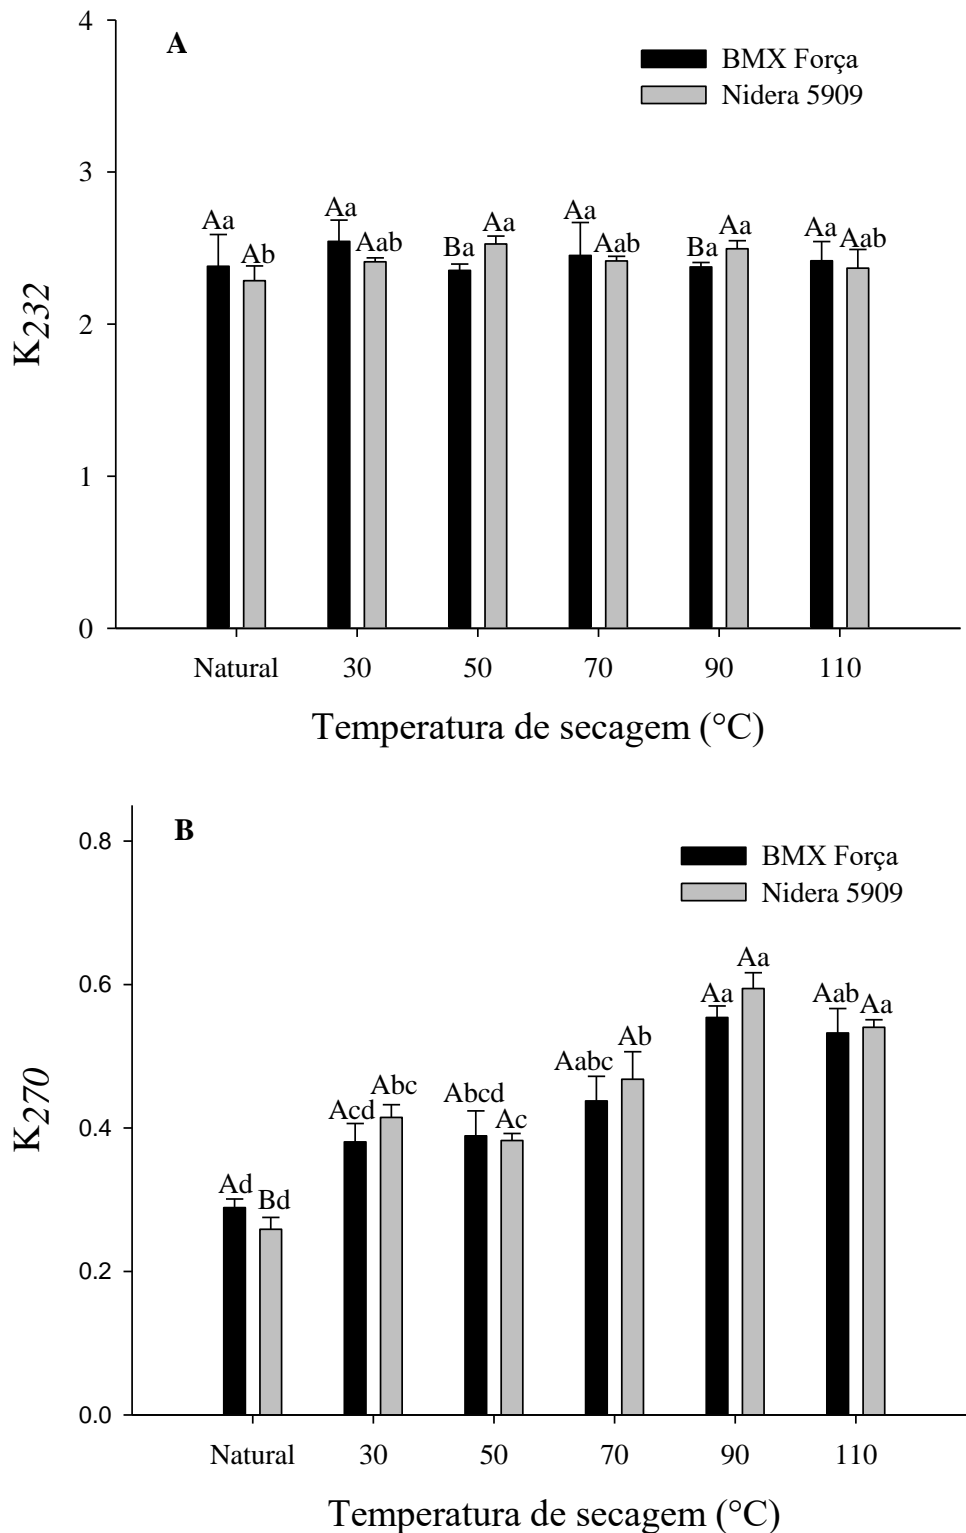 A
BMX Força
Nidera 5909
4
3
2
1
0
K232
Aa
Ab
Aa
Aab
Ba
Aa
Aa
Aab
Ba
Aa
Aa
Aab
Natural 30 50 70 90 110
Temperatura de secagem (°C)
B
BMX Força
Nidera 5909
0.8
0.6
0.4
0.2
0.0
K270
Ad
Bd
Acd
Abc
Abcd
Ac
Aabc
Ab
Aa
Aa
Aab
Aa
Natural 30 50 70 90 110
Temperatura de secagem (°C)